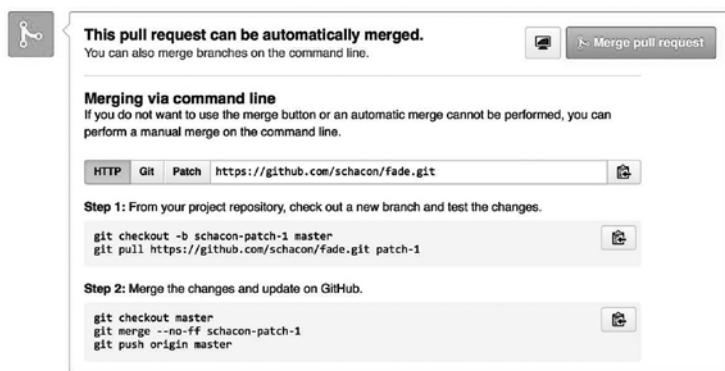 This pull request can be automatically merged.
You can also merge branches on the command line.
Merge pull request
Merging via command line
If you do not want to use the merge button or an automatic merge cannot be performed, you can
perform a manual merge on the command line.
HTTP Git Patch https://github.com/schacon/fade.git
Step 1: From your project repository, check out a new branch and test the changes.
git checkout -b schacon-patch-1 master
git pull https://github.com/schacon/fade.git patch-1
Step 2: Merge the changes and update on GitHub.
git checkout master
git merge --no-ff schacon-patch-1
git push origin master